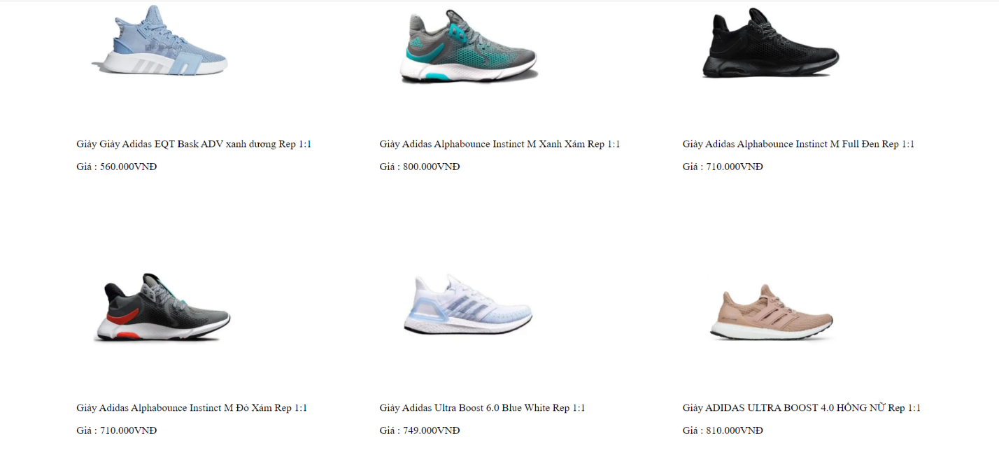 Giày Giày Adidas EQT Bask ADV xanh dương Rep 1:1
Giá : 560.000VNĐ
Giày Adidas Alphabounce Instinct M Xanh Xám Rep 1:1
Giá : 800.000VNĐ
Giày Adidas Alphabounce Instinct M Full Đen Rep 1:1
Giá : 710.000VNĐ
Giày Adidas Alphabounce Instinct M Đỏ Xám Rep 1:1
Giá : 710.000VNĐ
Giày Adidas Ultra Boost 6.0 Blue White Rep 1:1
Giá : 749.000VNĐ
Giày ADIDAS ULTRA BOOST 4.0 HỒNG NỮ Rep 1:1
Giá : 810.000VNĐ